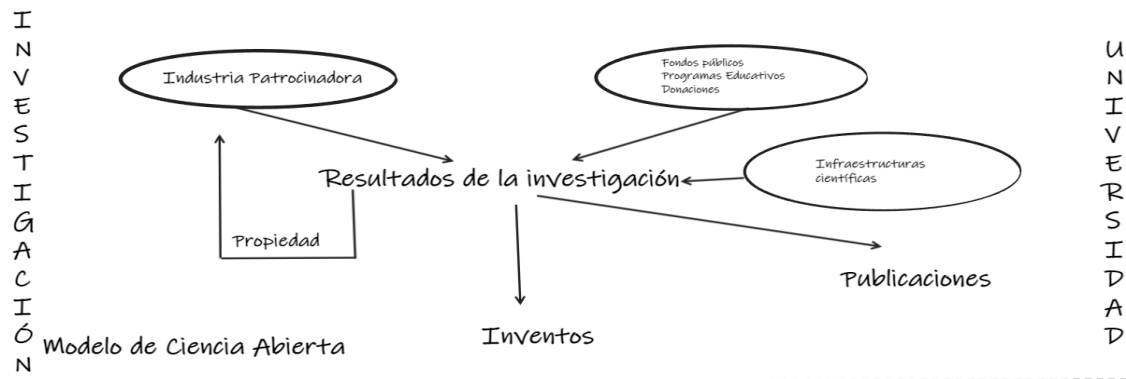 INVESTIGACIÓN
Industria Patrocinadora
Fondos públicos
Programas Educativos
Donaciones
Infraestructuras
científicas
Resultados de la investigación
Propiedad
Publicaciones
Inventos
Modelo de Ciencia Abierta
UNIVERSIDAD